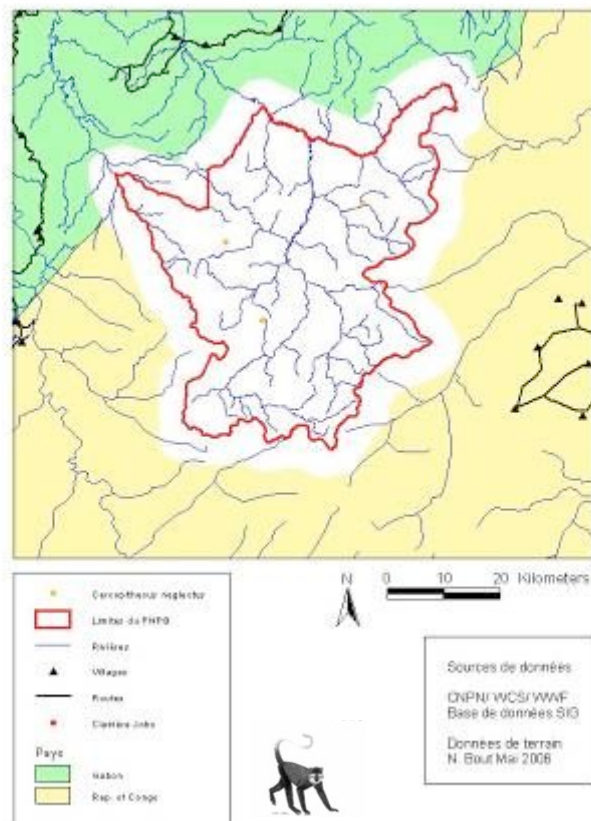 N
0 10 20 Kilometers
Cercopithecus neglectus
Limites du PNPB
Rivières
Villages
Routes
Pays
Gabon
Rep. of Congo
Sources de données
CNPN/ WCS/ WWF
Base de données SIG
Données de terrain
N. Bout Mai 2006